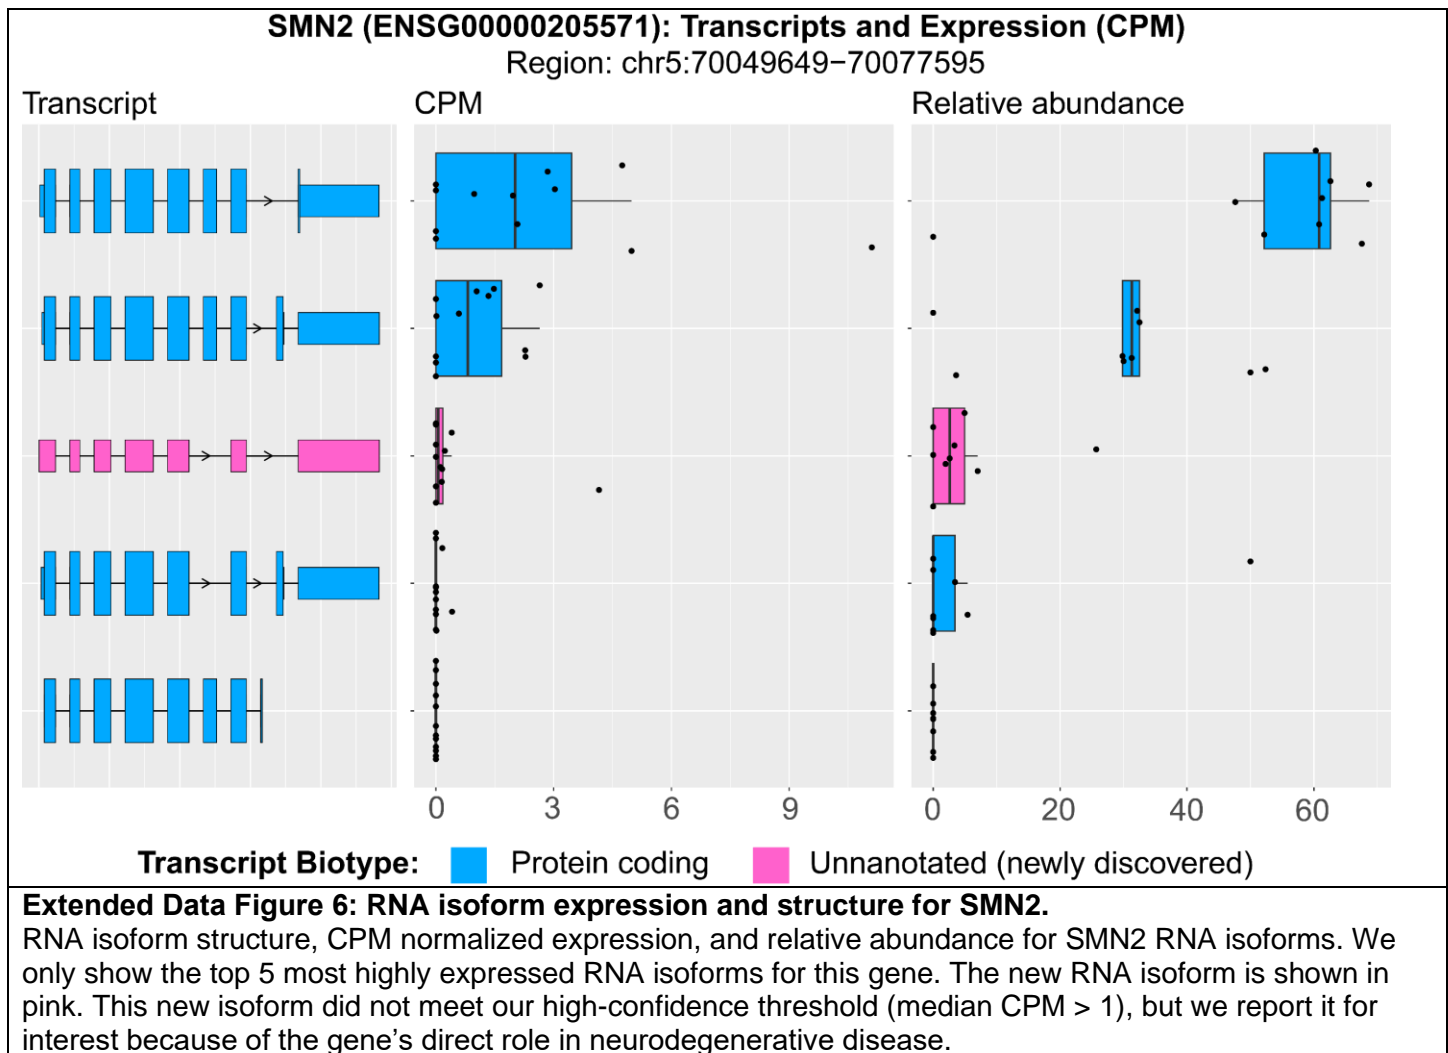 SMN2 (ENSG00000205571): Transcripts and Expression (CPM)
Region: chr5:70049649−70077595
Transcript CPM Relative abundance
0 3 6 9 0 20 40 60
Transcript Biotype: Protein coding Unnanotated (newly discovered)
Extended Data Figure 6: RNA isoform expression and structure for SMN2.
RNA isoform structure, CPM normalized expression, and relative abundance for SMN2 RNA isoforms. We
only show the top 5 most highly expressed RNA isoforms for this gene. The new RNA isoform is shown in
pink. This new isoform did not meet our high-confidence threshold (median CPM > 1), but we report it for
interest because of the gene's direct role in neurodegenerative disease.